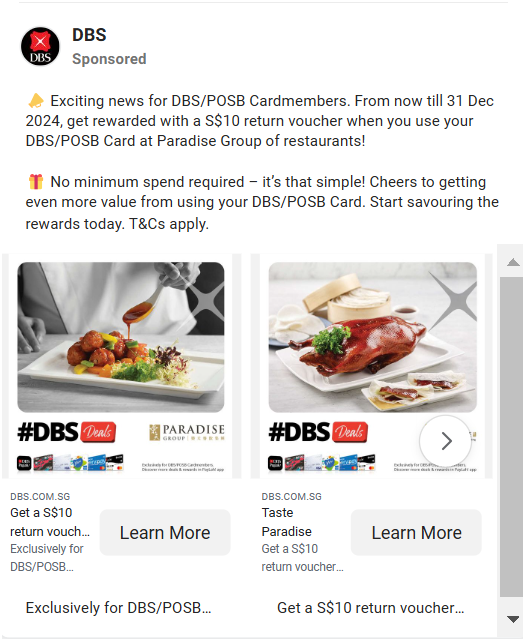 DBS
Sponsored
DBS
📣 Exciting news for DBS/POSB Cardmembers. From now till 31 Dec
2024, get rewarded with a S$10 return voucher when you use your
DBS/POSB Card at Paradise Group of restaurants!
🎁 No minimum spend required – it's that simple! Cheers to getting
even more value from using your DBS/POSB Card. Start savouring the
rewards today. T&Cs apply.
#DBS Deals
PARADISE
GROUP
Exclusively for DBS/POSB Cardmembers.
Discover more deals & rewards in PayLah! app
#DBS Deals
Exclusively for DBS/POSB
Discover more deals & rewards in PayLah! app
DBS.COM.SG
Get a S$10
return vouch...
Exclusively for
DBS/POSB...
Learn More
DBS.COM.SG
Taste
Paradise
Get a S$10
return voucher...
Learn More
Exclusively for DBS/POSB...
Get a S$10 return voucher...